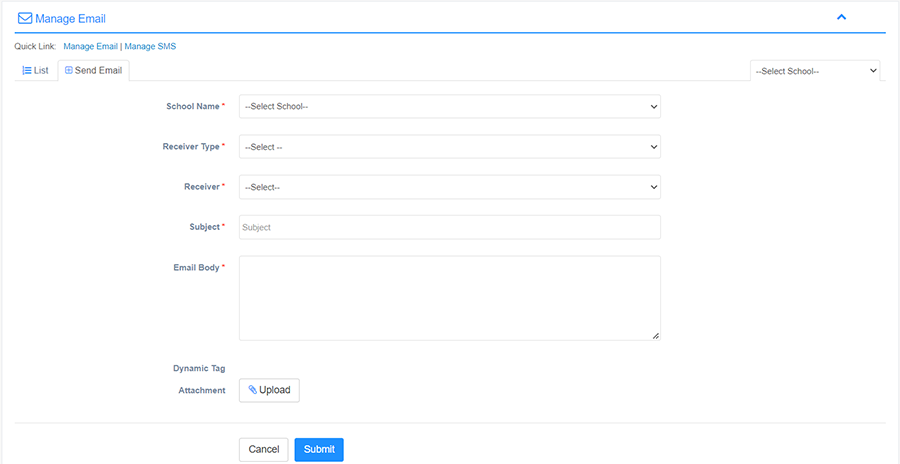 Manage Email
Quick Link: Manage Email | Manage SMS
List Send Email --Select School--
School Name * --Select School--
Receiver Type * --Select --
Receiver * --Select--
Subject * Subject
Email Body *
Dynamic Tag
Attachment Upload
Cancel Submit